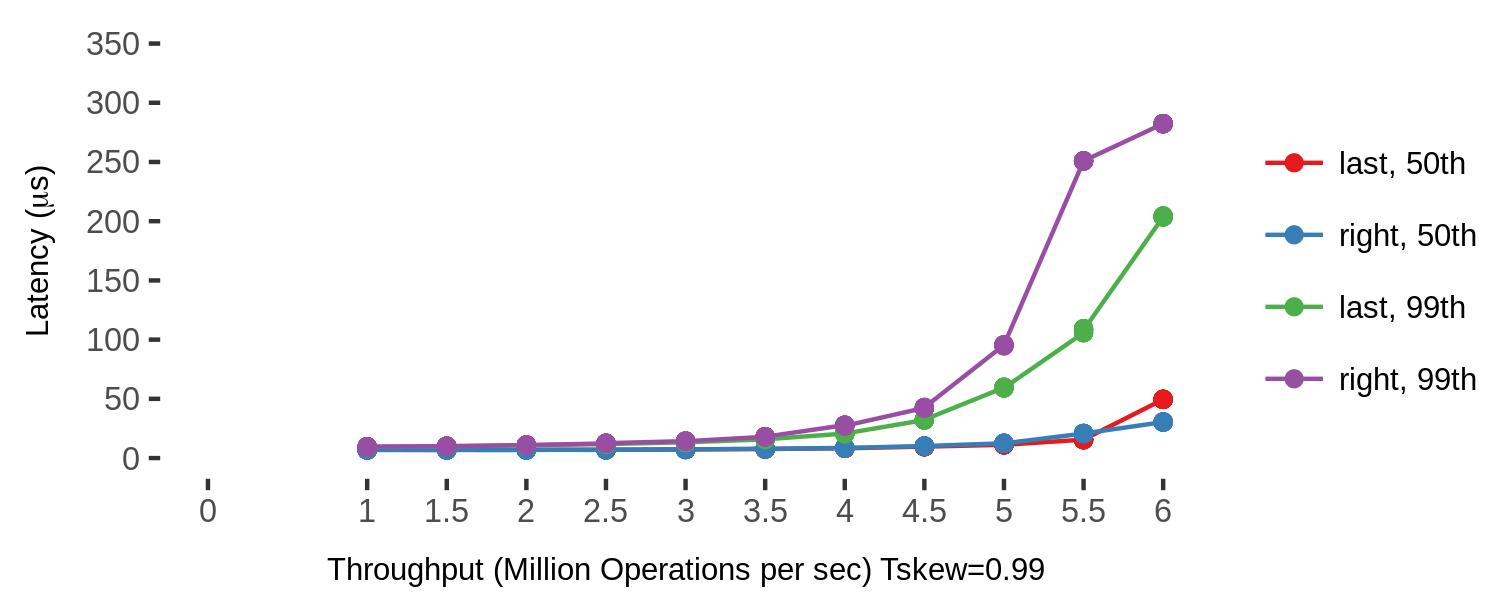 350
300
250
200
150
100
50
0
Latency (μs)
0 1 1.5 2 2.5 3 3.5 4 4.5 5 5.5 6
Throughput (Million Operations per sec) Tskew=0.99
last, 50th
right, 50th
last, 99th
right, 99th